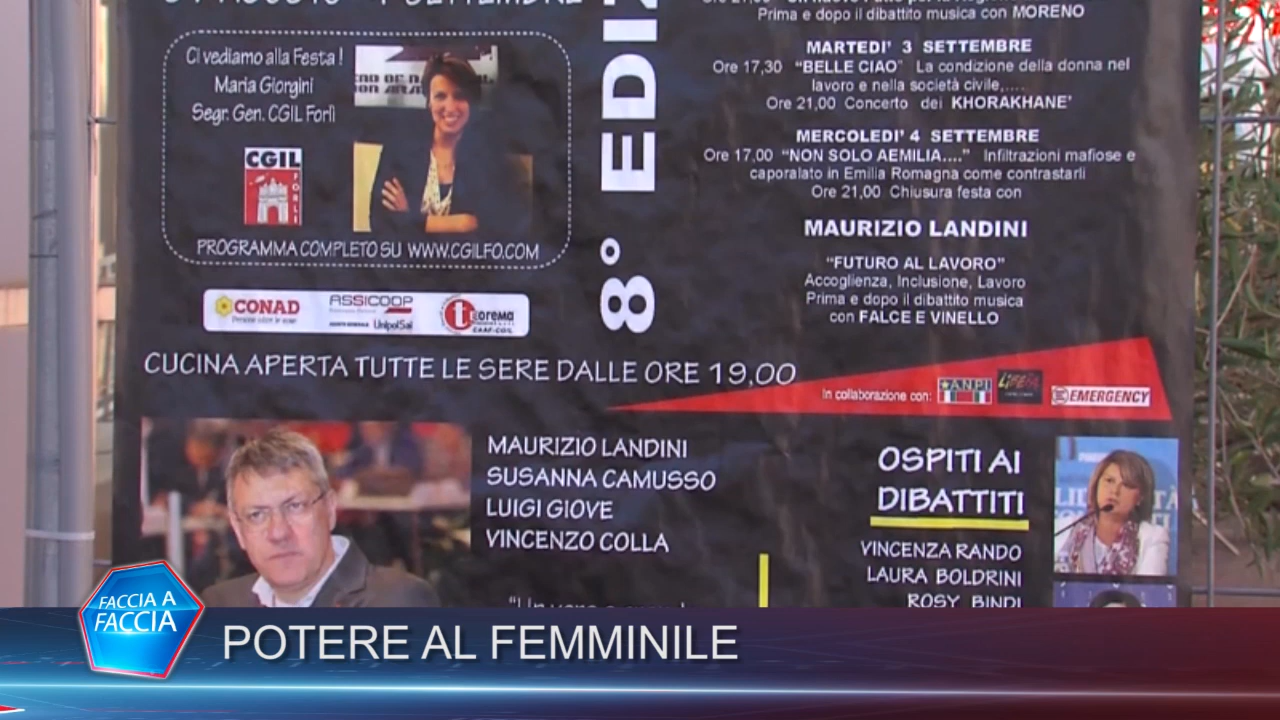 Prima e dopo il dibattito musica con MORENO
Ci vediamo alla Festa !
Maria Giorgini
Segr. Gen. CGIL Forlì
CGIL
FORLÌ
PROGRAMMA COMPLETO SU WWW.CGILFO.COM
CONAD
ASSICOOP
UnipolSai
teorema
CAAF-CGIL
8° EDIZ
MARTEDI' 3 SETTEMBRE
Ore 17,30 “BELLE CIAO” La condizione della donna nel
lavoro e nella società civile,....
Ore 21,00 Concerto dei KHORAKHANE'
MERCOLEDI' 4 SETTEMBRE
Ore 17,00 “NON SOLO AEMILIA....” Infiltrazioni mafiose e
caporalato in Emilia Romagna come contrastarli
Ore 21,00 Chiusura festa con
MAURIZIO LANDINI
“FUTURO AL LAVORO”
Accoglienza, Inclusione, Lavoro
Prima e dopo il dibattito musica
con FALCE E VINELLO
CUCINA APERTA TUTTE LE SERE DALLE ORE 19,00
In collaborazione con: ANPI LIBERA EMERGENCY
MAURIZIO LANDINI
SUSANNA CAMUSSO
LUIGI GIOVE
VINCENZO COLLA
OSPITI AI
DIBATTITI
VINCENZA RANDO
LAURA BOLDRINI
ROSY BINDI
FACCIA A
FACCIA
POTERE AL FEMMINILE